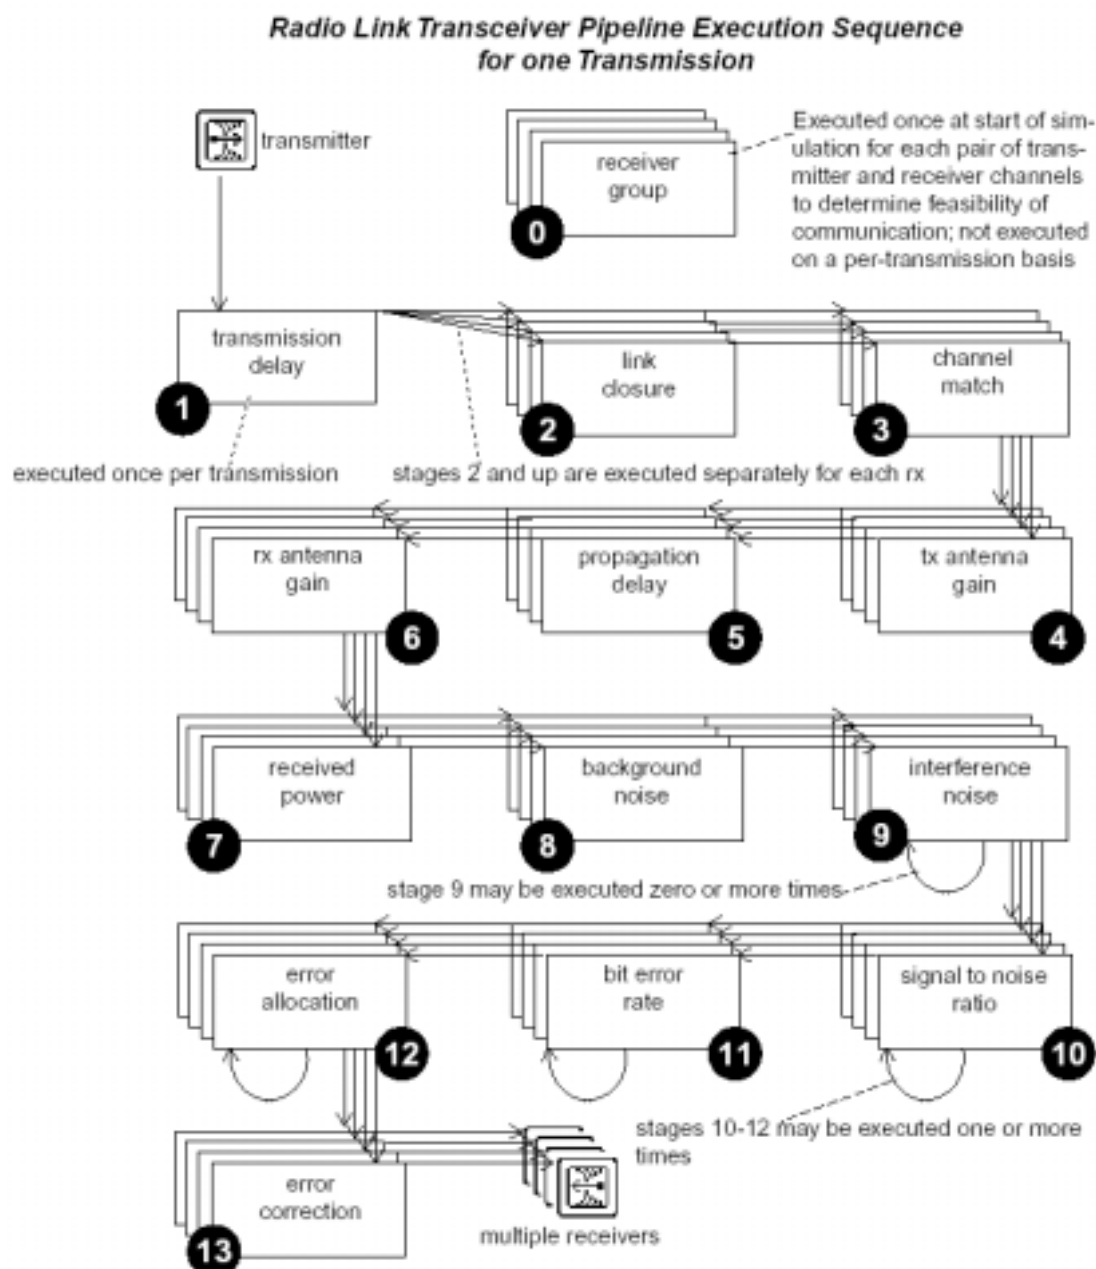 Radio Link Transceiver Pipeline Execution Sequence
for one Transmission
transmitter
receiver
group
0
Executed once at start of sim-
ulation for each pair of trans-
mitter and receiver channels
to determine feasibility of
communication; not executed
on a per-transmission basis
transmission
delay
1
link
closure
2
channel
match
3
executed once per transmission
stages 2 and up are executed separately for each rx
rx antenna
gain
6
propagation
delay
5
tx antenna
gain
4
received
power
7
background
noise
8
interference
noise
9
stage 9 may be executed zero or more times
error
allocation
12
bit error
rate
11
signal to noise
ratio
10
stages 10-12 may be executed one or more
times
error
correction
13
multiple receivers